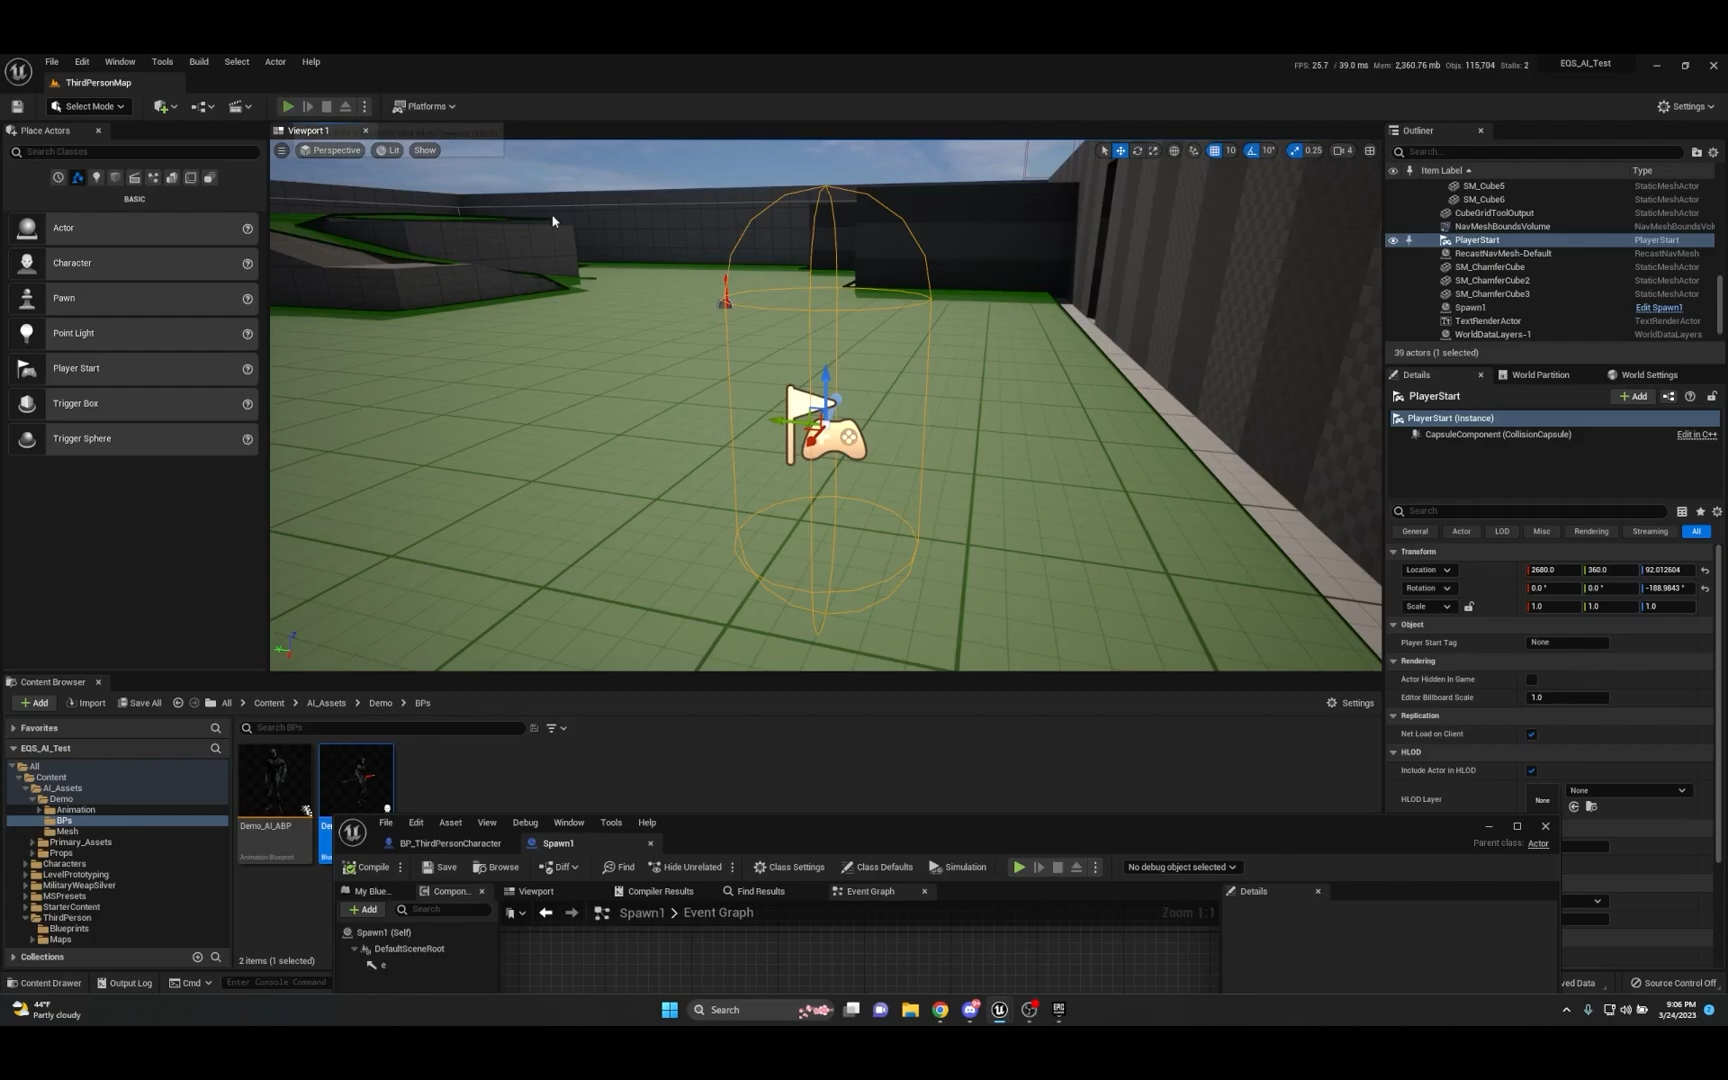 File Edit Window Tools Build Select Actor Help
FPS: 25.7 / 39.0 ms Mem: 2,360.76 mb Objs: 115,704 Stalls: 2
EQS_AI_Test
ThirdPersonMap
Select Mode
Platforms
Settings
Place Actors
Search Classes
BASIC
Actor
Character
Pawn
Point Light
Player Start
Trigger Box
Trigger Sphere
Viewport 1
Perspective Lit Show
10 10° 0.25 4
Outliner
Search...
Item Label Type
SM_Cube5 StaticMeshActor
SM_Cube6 StaticMeshActor
CubeGridToolOutput StaticMeshActor
NavMeshBoundsVolume NavMeshBoundsVol
PlayerStart PlayerStart
RecastNavMesh-Default RecastNavMesh
SM_ChamferCube StaticMeshActor
SM_ChamferCube2 StaticMeshActor
SM_ChamferCube3 StaticMeshActor
Spawn1 Edit Spawn1
TextRenderActor TextRenderActor
WorldDataLayers-1 WorldDataLayers
39 actors (1 selected)
Details World Partition World Settings
PlayerStart
Add
PlayerStart (Instance)
CapsuleComponent (CollisionCapsule) Edit in C++
Search
General Actor LOD Misc Rendering Streaming All
Transform
Location 2680.0 360.0 92.012604
Rotation 0.0 ° 0.0 ° -188.9843 °
Scale 1.0 1.0 1.0
Object
Player Start Tag None
Rendering
Actor Hidden In Game
Editor Billboard Scale 1.0
Replication
Net Load on Client
HLOD
Include Actor in HLOD
HLOD Layer None None
Content Browser
Add Import Save All All Content AI_Assets Demo BPs Settings
Favorites
Search BPs
EQS_AI_Test
All
Content
AI_Assets
Demo
Animation
BPs
Mesh
Primary_Assets
Props
Characters
LevelPrototyping
MilitaryWeapSilver
MSPresets
StarterContent
ThirdPerson
Blueprints
Maps
Collections
Demo_AI_ABP
Animation Blueprint
2 items (1 selected)
File Edit Asset View Debug Window Tools Help
BP_ThirdPersonCharacter Spawn1
Parent class: Actor
Compile Save Browse Diff Find Hide Unrelated Class Settings Class Defaults Simulation No debug object selected
My Blue... Compon... Viewport Compiler Results Find Results Event Graph Details
Add Search
Spawn1 > Event Graph Zoom 1:1
Spawn1 (Self)
DefaultSceneRoot
e
Content Drawer Output Log Cmd Enter Console Command
ved Data Source Control Off
44°F
Partly cloudy
Search
9:06 PM
3/24/2023